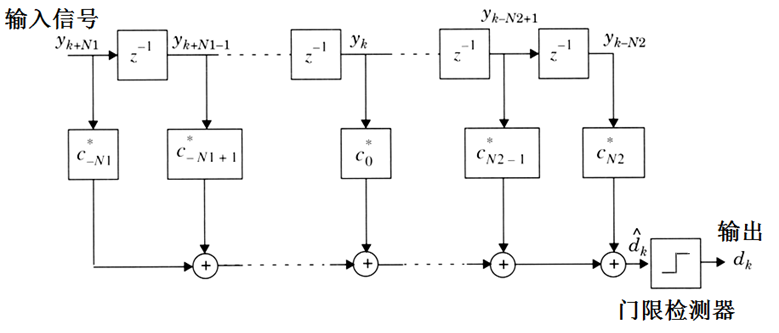 输入信号
y_{k+N1} z^{-1} y_{k+N1-1} z^{-1} y_k z^{-1} y_{k-N2+1} z^{-1} y_{k-N2}
c^*_{-N1} c^*_{-N1+1} c^*_0 c^*_{N2-1} c^*_{N2}
+ + + + \hat{d}_k 输出 d_k
门限检测器